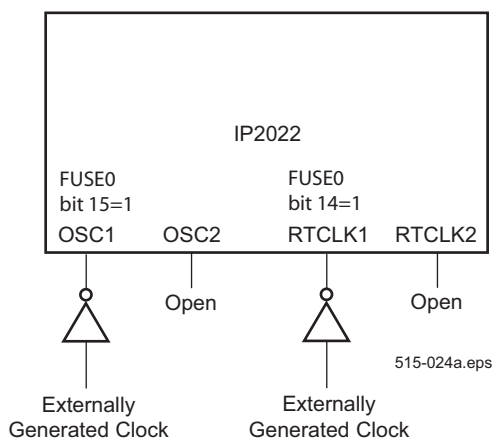 IP2022
FUSE0 FUSE0
bit 15=1 bit 14=1
OSC1 OSC2 RTCLK1 RTCLK2
Open Open
515-024a.eps
Externally Externally
Generated Clock Generated Clock